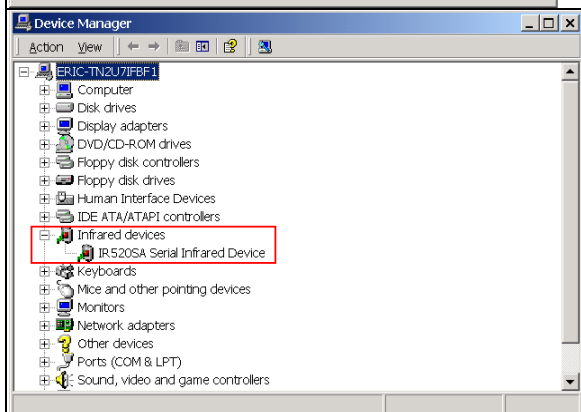 Device Manager
Action View
ERIC-TN2U7IFBF1
Computer
Disk drives
Display adapters
DVD/CD-ROM drives
Floppy disk controllers
Floppy disk drives
Human Interface Devices
IDE ATA/ATAPI controllers
Infrared devices
IR520SA Serial Infrared Device
Keyboards
Mice and other pointing devices
Monitors
Network adapters
Other devices
Ports (COM & LPT)
Sound, video and game controllers